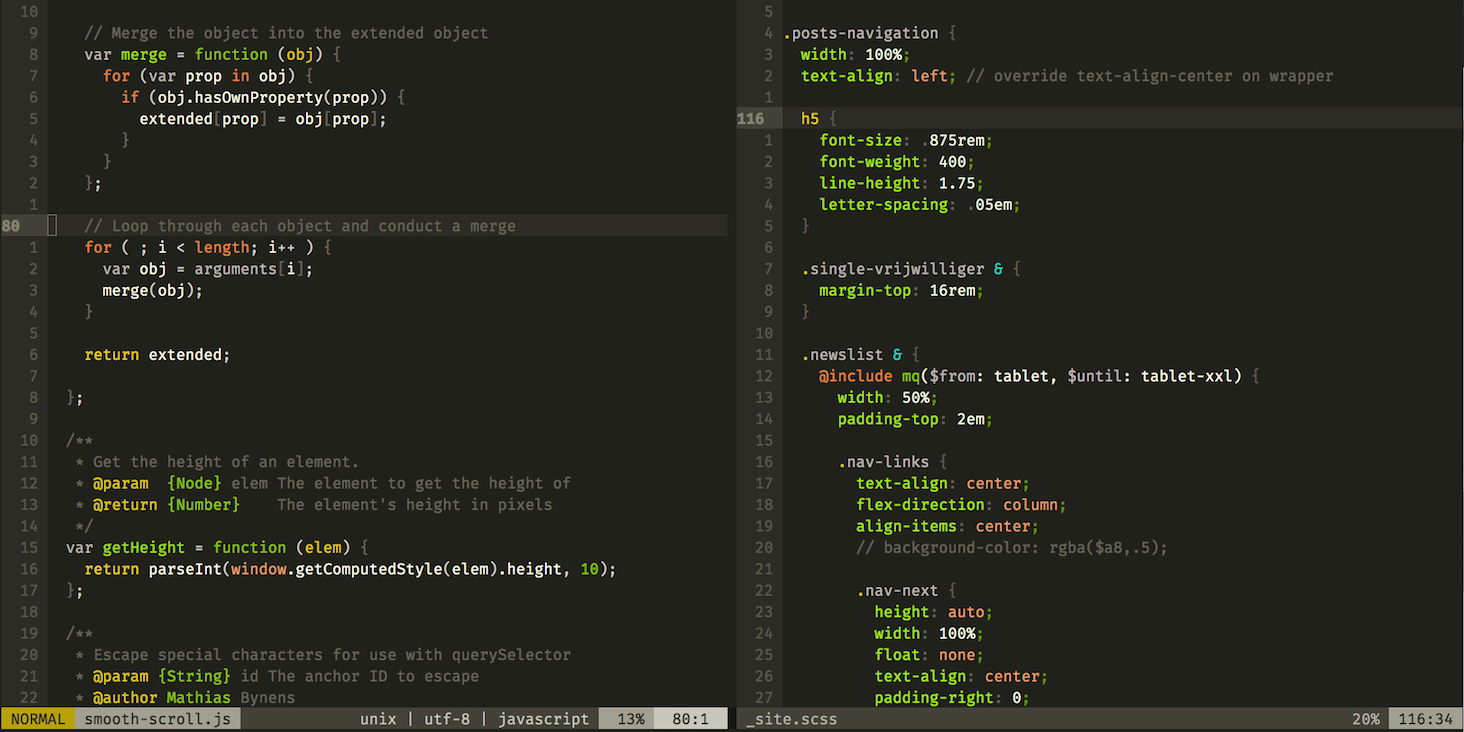 10
9 // Merge the object into the extended object
8 var merge = function (obj) {
7 for (var prop in obj) {
6 if (obj.hasOwnProperty(prop)) {
5 extended[prop] = obj[prop];
4 }
3 }
2 };
1
80 // Loop through each object and conduct a merge
1 for ( ; i < length; i++ ) {
2 var obj = arguments[i];
3 merge(obj);
4 }
5
6 return extended;
7
8 };
9
10 /**
11 * Get the height of an element.
12 * @param {Node} elem The element to get the height of
13 * @return {Number} The element's height in pixels
14 */
15 var getHeight = function (elem) {
16 return parseInt(window.getComputedStyle(elem).height, 10);
17 };
18
19 /**
20 * Escape special characters for use with querySelector
21 * @param {String} id The anchor ID to escape
22 * @author Mathias Bynens
NORMAL smooth-scroll.js unix | utf-8 | javascript 13% 80:1
5
4 .posts-navigation {
3 width: 100%;
2 text-align: left; // override text-align-center on wrapper
1
116 h5 {
1 font-size: .875rem;
2 font-weight: 400;
3 line-height: 1.75;
4 letter-spacing: .05em;
5 }
6
7 .single-vrijwilliger & {
8 margin-top: 16rem;
9 }
10
11 .newslist & {
12 @include mq($from: tablet, $until: tablet-xxl) {
13 width: 50%;
14 padding-top: 2em;
15
16 .nav-links {
17 text-align: center;
18 flex-direction: column;
19 align-items: center;
20 // background-color: rgba($a8,.5);
21
22 .nav-next {
23 height: auto;
24 width: 100%;
25 float: none;
26 text-align: center;
27 padding-right: 0;
_site.scss 20% 116:34